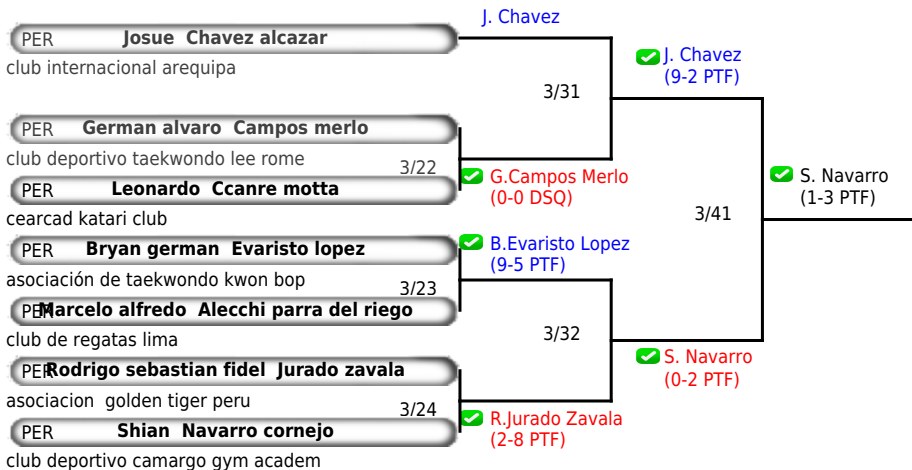 J. Chavez
PER Josue Chavez alcazar
club internacional arequipa
J. Chavez
(9-2 PTF)
3/31
PER German alvaro Campos merlo
club deportivo taekwondo lee rome
3/22
G.Campos Merlo
(0-0 DSQ)
PER Leonardo Ccanre motta
cearcad katari club
S. Navarro
(1-3 PTF)
3/41
PER Bryan german Evaristo lopez
B.Evaristo Lopez
(9-5 PTF)
asociación de taekwondo kwon bop
3/23
PER Marcelo alfredo Alecchi parra del riego
club de regatas lima
3/32
PER Rodrigo sebastian fidel Jurado zavala
S. Navarro
(0-2 PTF)
asociacion golden tiger peru
3/24
R.Jurado Zavala
(2-8 PTF)
PER Shian Navarro cornejo
club deportivo camargo gym academ